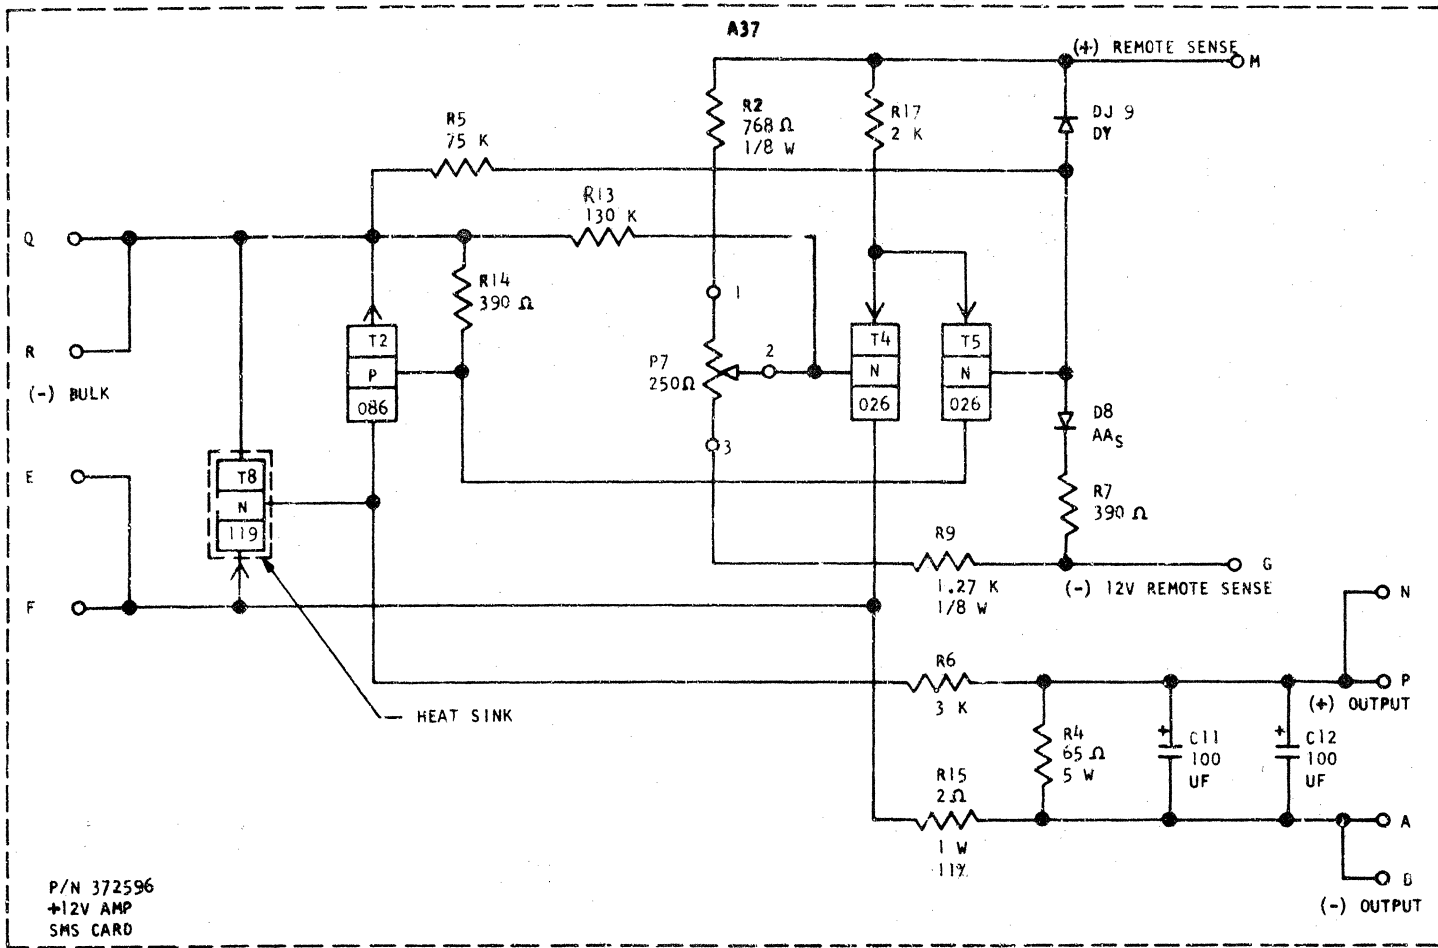 A37
(+) REMOTE SENSE
M
R2
768 Ω
1/8 W
R17
2 K
DJ 9
DY
R5
75 K
R13
130 K
Q
R14
390 Ω
1
R
(-) BULK
T2
P
086
P7
250Ω
2
T4
N
026
T5
N
026
D8
AAS
3
E
T8
N
119
R7
390 Ω
R9
1.27 K
1/8 W
G
(-) 12V REMOTE SENSE
F
N
R6
3 K
P
(+) OUTPUT
HEAT SINK
R4
65 Ω
5 W
+
C11
100
UF
+
C12
100
UF
R15
2Ω
1 W
11%
A
B
(-) OUTPUT
P/N 372596
+12V AMP
SMS CARD